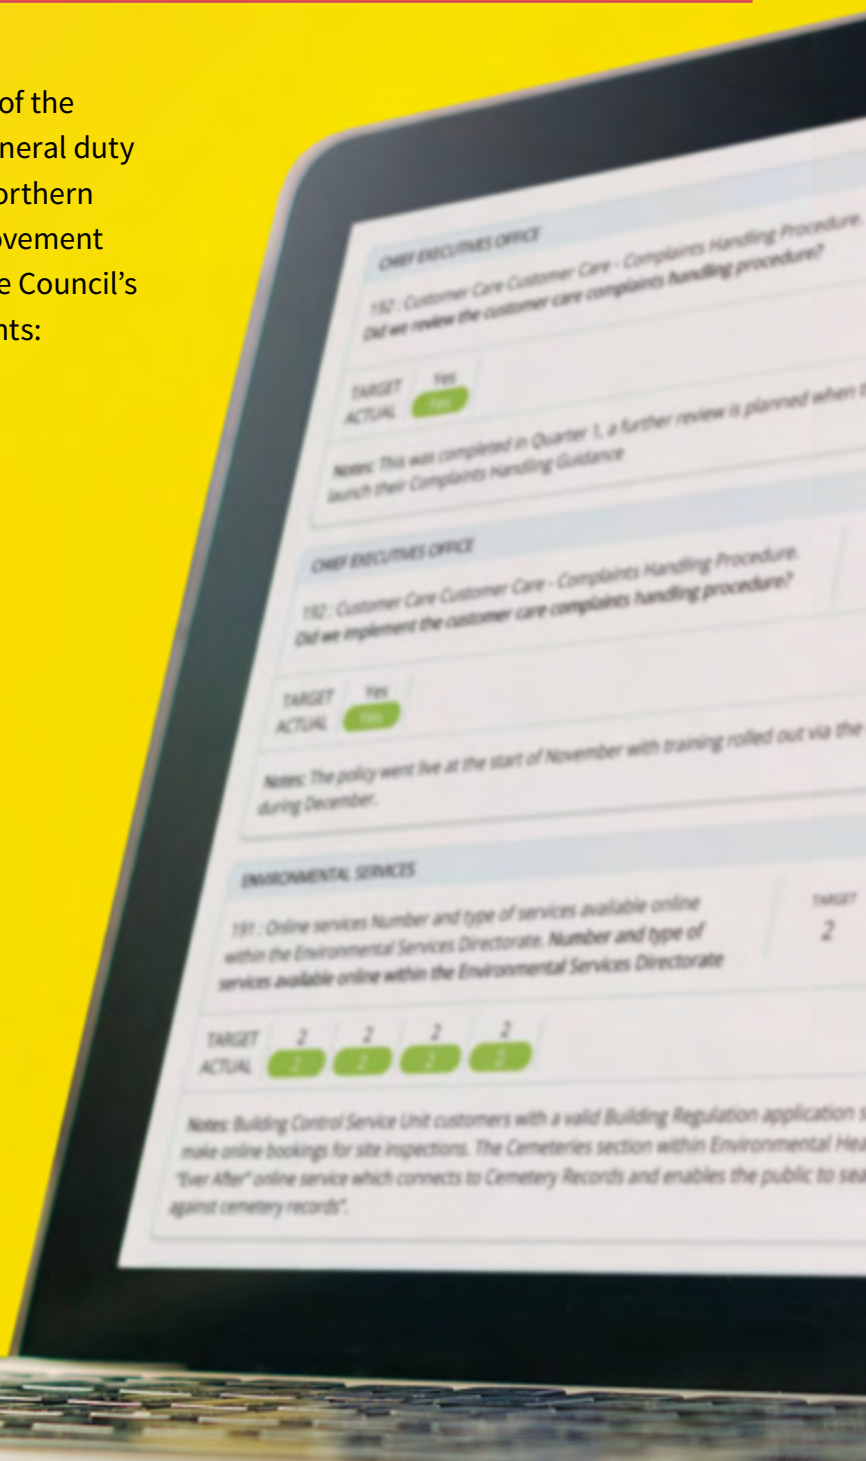 of the
neral duty
orthern
ovement
e Council’s
nts:
CHIEF EXECUTIVES OFFICE
192 : Customer Care Customer Care - Complaints Handling Procedure.
Did we review the customer care complaints handling procedure?
TARGET Yes
ACTUAL Yes
Notes: This was completed in Quarter 1, a further review is planned when
launch their Complaints Handling Guidance
CHIEF EXECUTIVES OFFICE
192 : Customer Care Customer Care - Complaints Handling Procedure.
Did we implement the customer care complaints handling procedure?
TARGET Yes
ACTUAL Yes
Notes: The policy went live at the start of November with training rolled out via the
during December.
ENVIRONMENTAL SERVICES
191 : Online services Number and type of services available online
within the Environmental Services Directorate. Number and type of
services available online within the Environmental Services Directorate
TARGET
2
TARGET 2 2 2 2
ACTUAL 2 2 2 2
Notes: Building Control Service Unit customers with a valid Building Regulation application
make online bookings for site inspections. The Cemeteries section within Environmental Hea
"Ever After" online service which connects to Cemetery Records and enables the public to sea
against cemetery records".